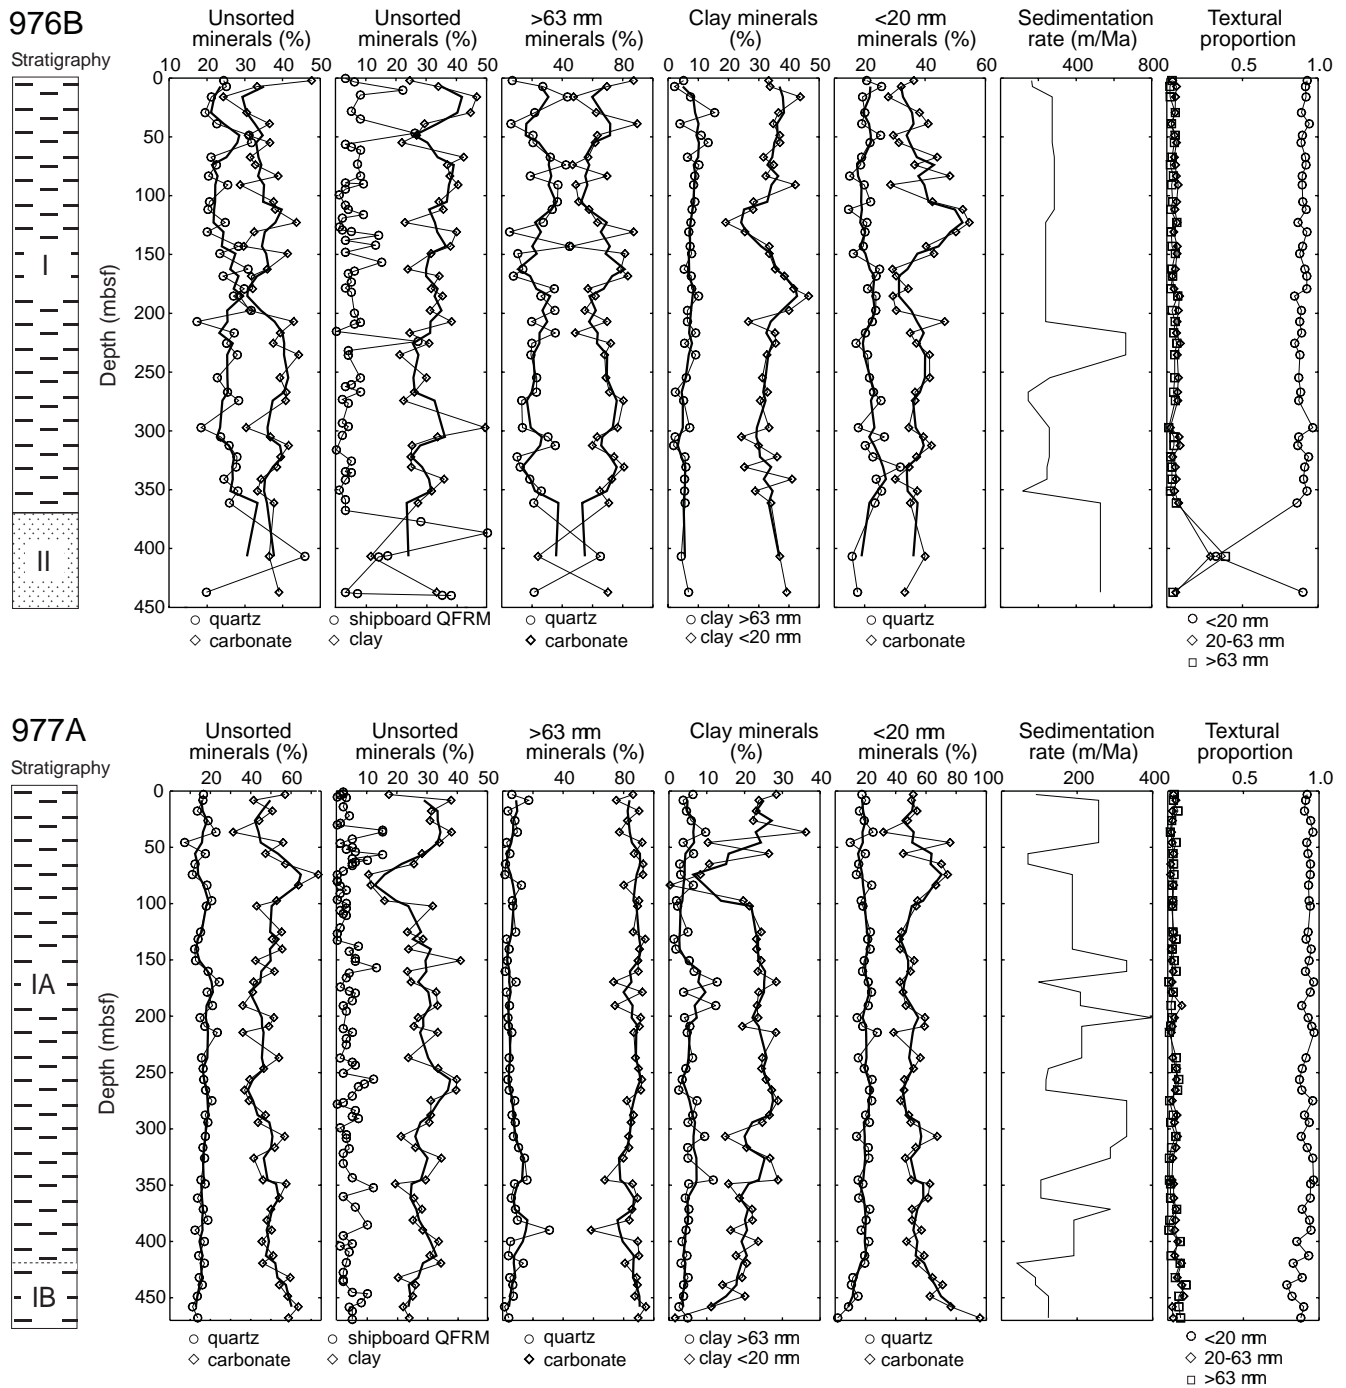 976B
Stratigraphy
Unsorted
minerals (%)
Unsorted
minerals (%)
>63 mm
minerals (%)
Clay minerals
(%)
<20 mm
minerals (%)
Sedimentation
rate (m/Ma)
Textural
proportion
10 20 30 40 50
10 20 30 40 50
40 60 80
0 10 20 30 40 50
20 40 60
400 800
0.5 1.0
0
50
100
150
200
250
300
350
400
450
Depth (mbsf)
I
II
quartz
carbonate
shipboard QFRM
clay
quartz
carbonate
clay >63 mm
clay <20 mm
quartz
carbonate
<20 mm
20-63 mm
>63 mm
977A
Stratigraphy
Unsorted
minerals (%)
Unsorted
minerals (%)
>63 mm
minerals (%)
Clay minerals
(%)
<20 mm
minerals (%)
Sedimentation
rate (m/Ma)
Textural
proportion
20 40 60
10 20 30 40 50
0 40 60 80
0 10 20 30 40
0 20 40 60 80 100
200 400
0.5 1.0
0
50
100
150
200
250
300
350
400
450
Depth (mbsf)
IA
IB
quartz
carbonate
shipboard QFRM
clay
quartz
carbonate
clay >63 mm
clay <20 mm
quartz
carbonate
<20 mm
20-63 mm
>63 mm